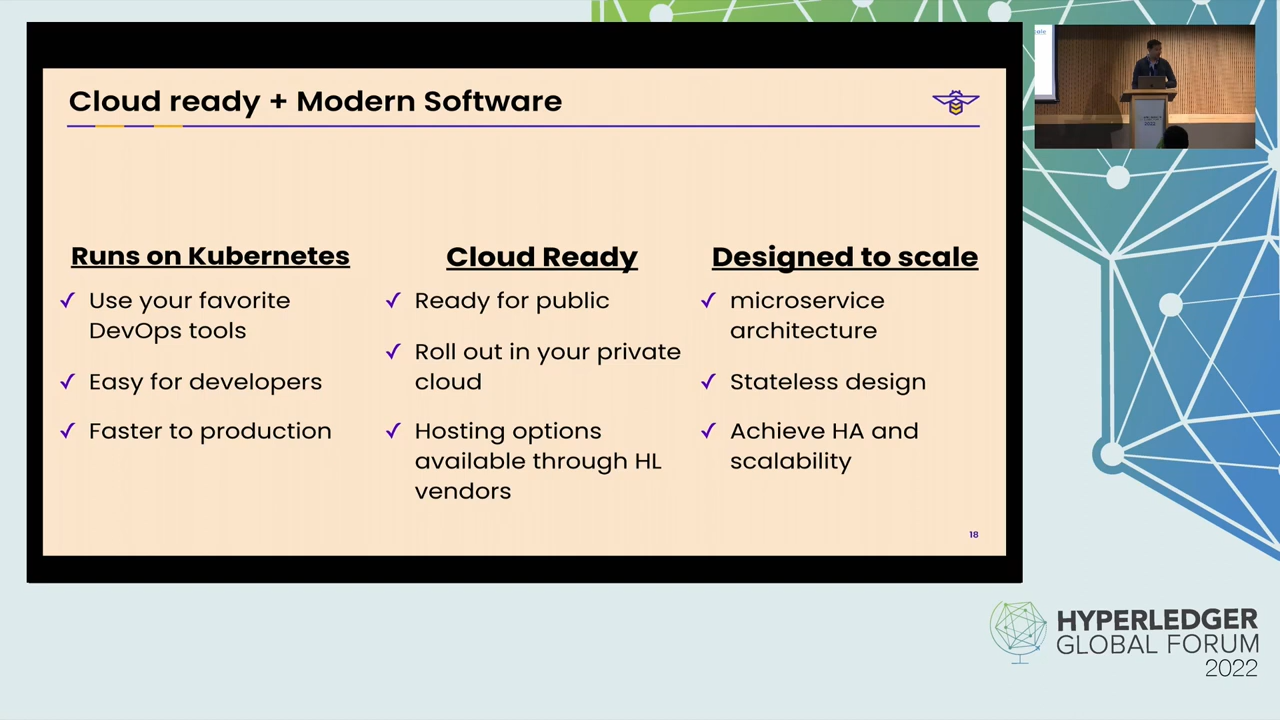 Cloud ready + Modern Software
Runs on Kubernetes
✓ Use your favorite
DevOps tools
✓ Easy for developers
✓ Faster to production
Cloud Ready
✓ Ready for public
✓ Roll out in your private
cloud
✓ Hosting options
available through HL
vendors
Designed to scale
✓ microservice
architecture
✓ Stateless design
✓ Achieve HA and
scalability
18
HYPERLEDGER
GLOBAL FORUM
2022